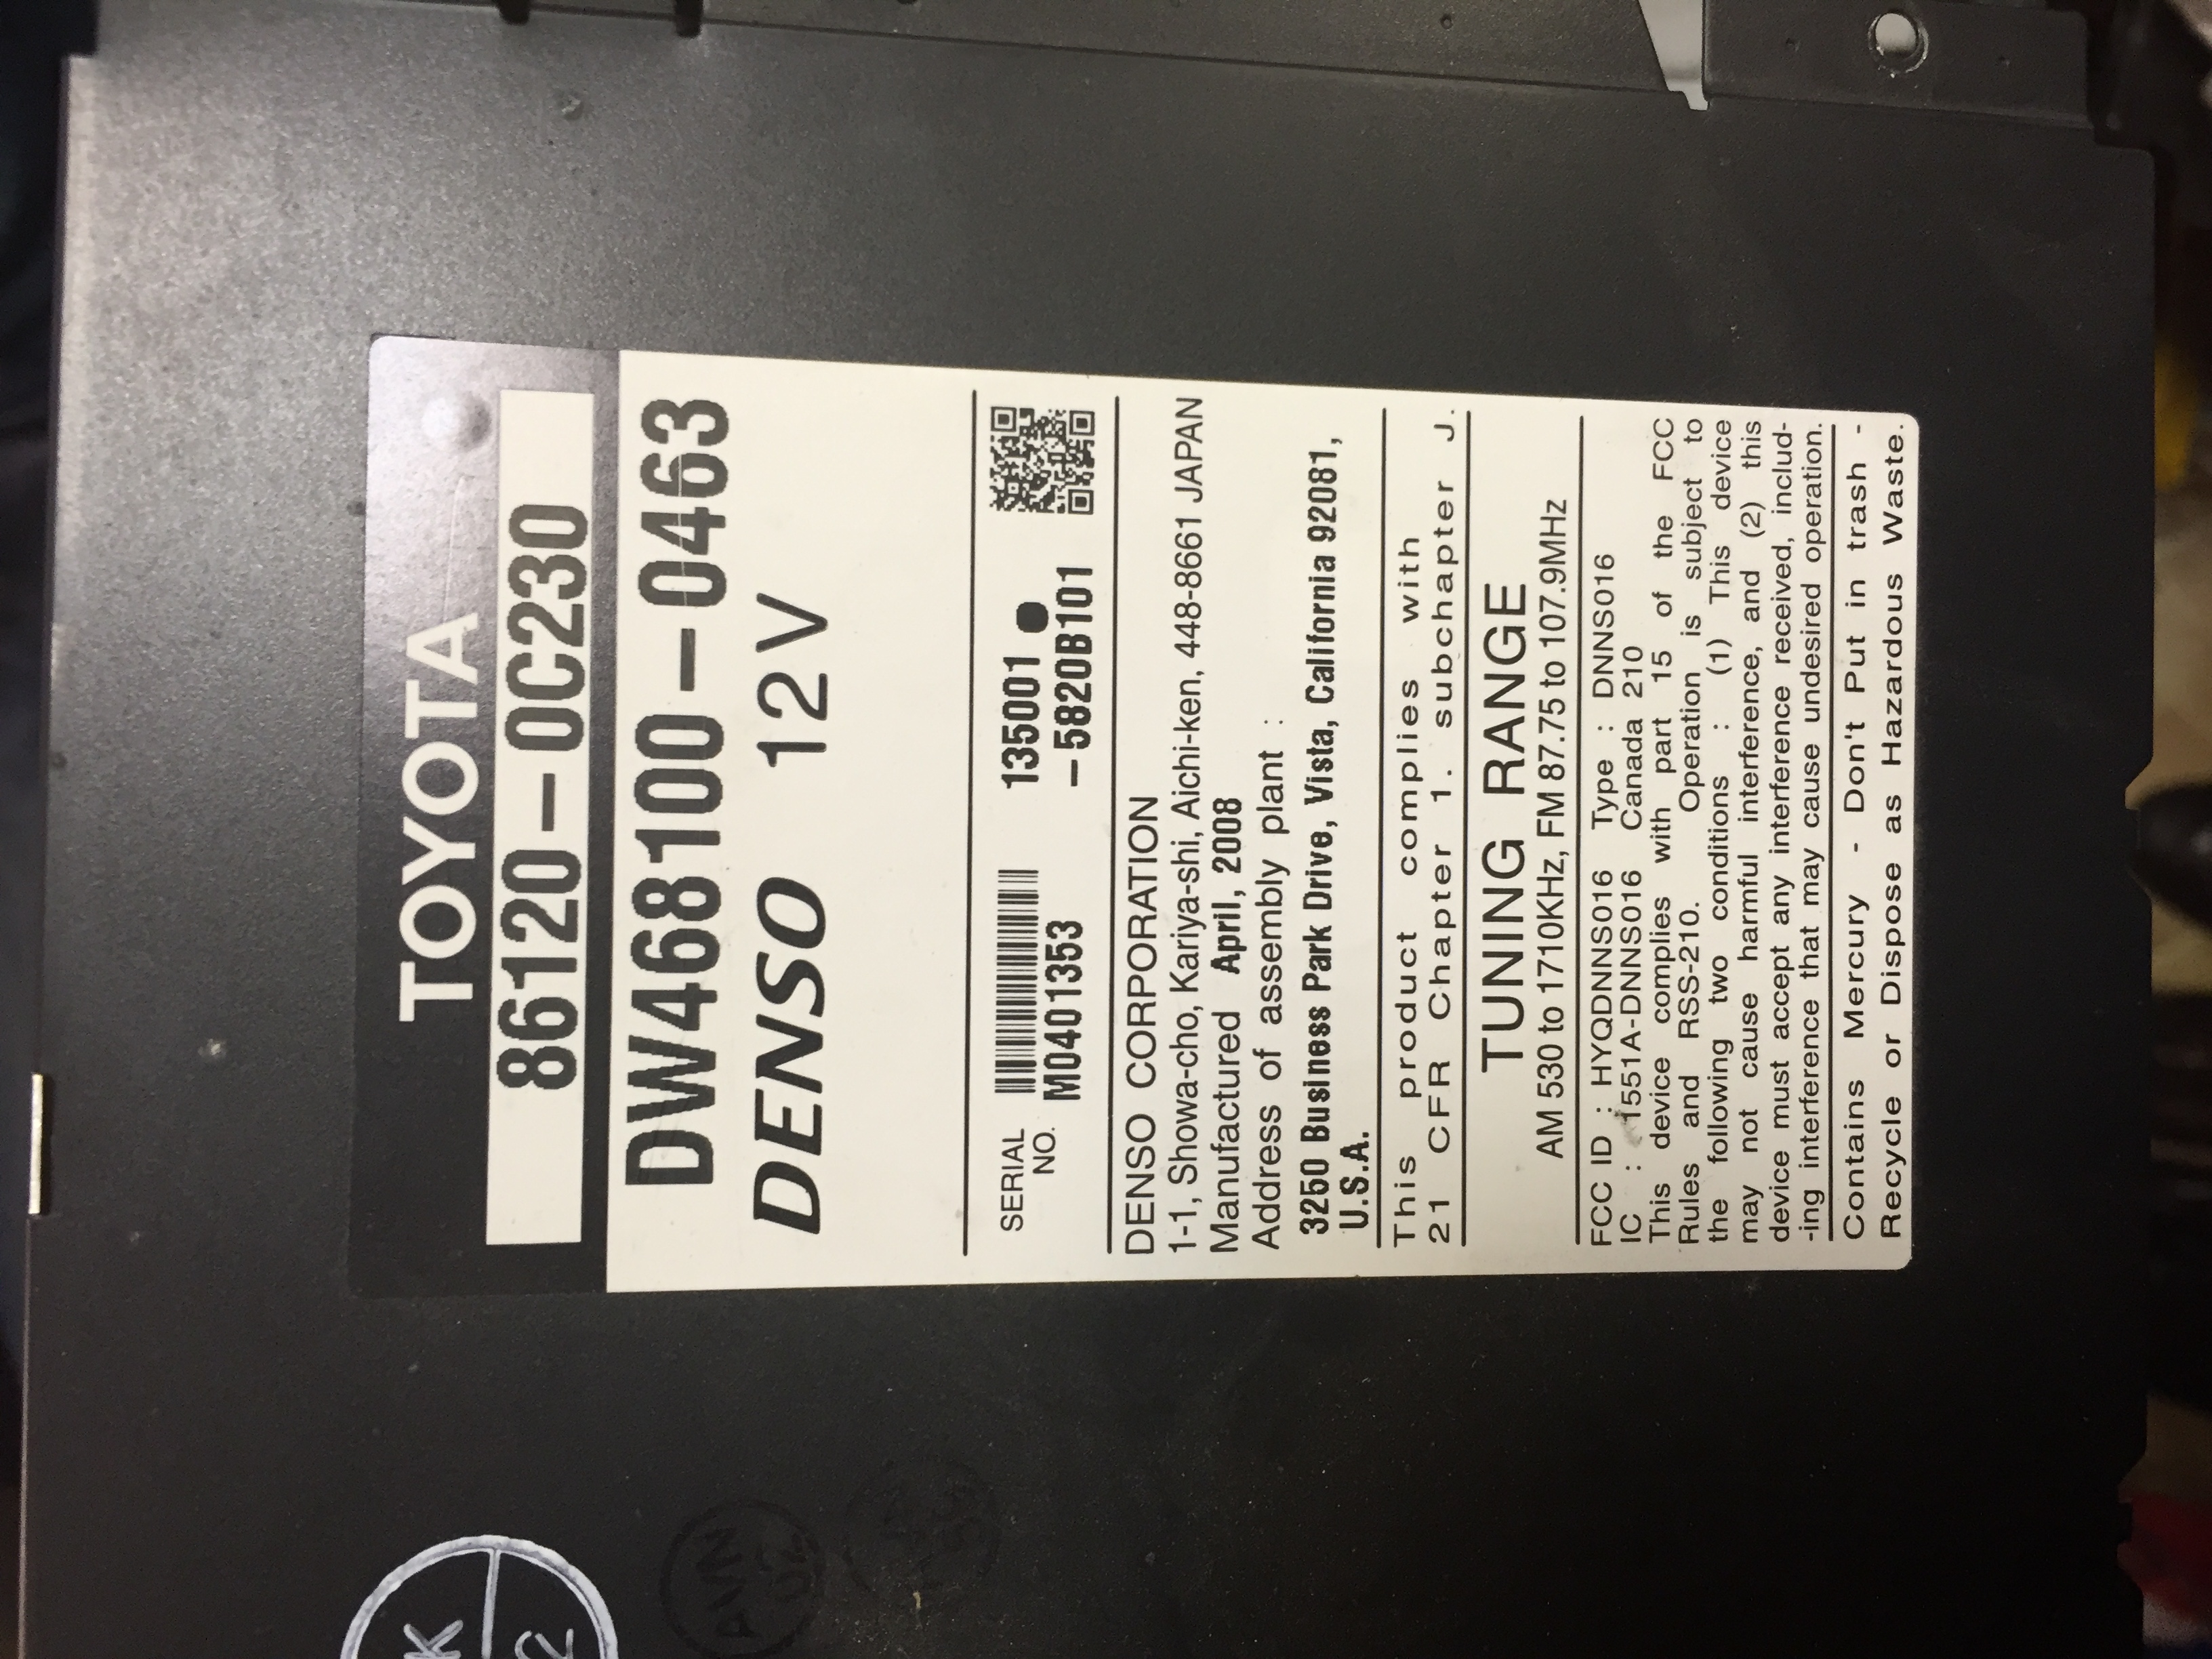 TOYOTA
86120-0C230
DW468100-0463
DENSO 12V
SERIAL NO. M0401353
135001
-5820B101
DENSO CORPORATION
1-1, Showa-cho, Kariya-shi, Aichi-ken, 448-8661 JAPAN
Manufactured April, 2008
Address of assembly plant :
3250 Business Park Drive, Vista, California 92081,
U.S.A.
This product complies with
21 CFR Chapter 1. subchapter J.
TUNING RANGE
AM 530 to 1710KHz, FM 87.75 to 107.9MHz
FCC ID : HYQDNNS016 Type : DNNS016
IC : 1551A-DNNS016 Canada 210
This device complies with part 15 of the FCC
Rules and RSS-210. Operation is subject to
the following two conditions : (1) This device
may not cause harmful interference, and (2) this
device must accept any interference received, includ-
-ing interference that may cause undesired operation.
Contains Mercury - Don't Put in trash -
Recycle or Dispose as Hazardous Waste.
K
AVN